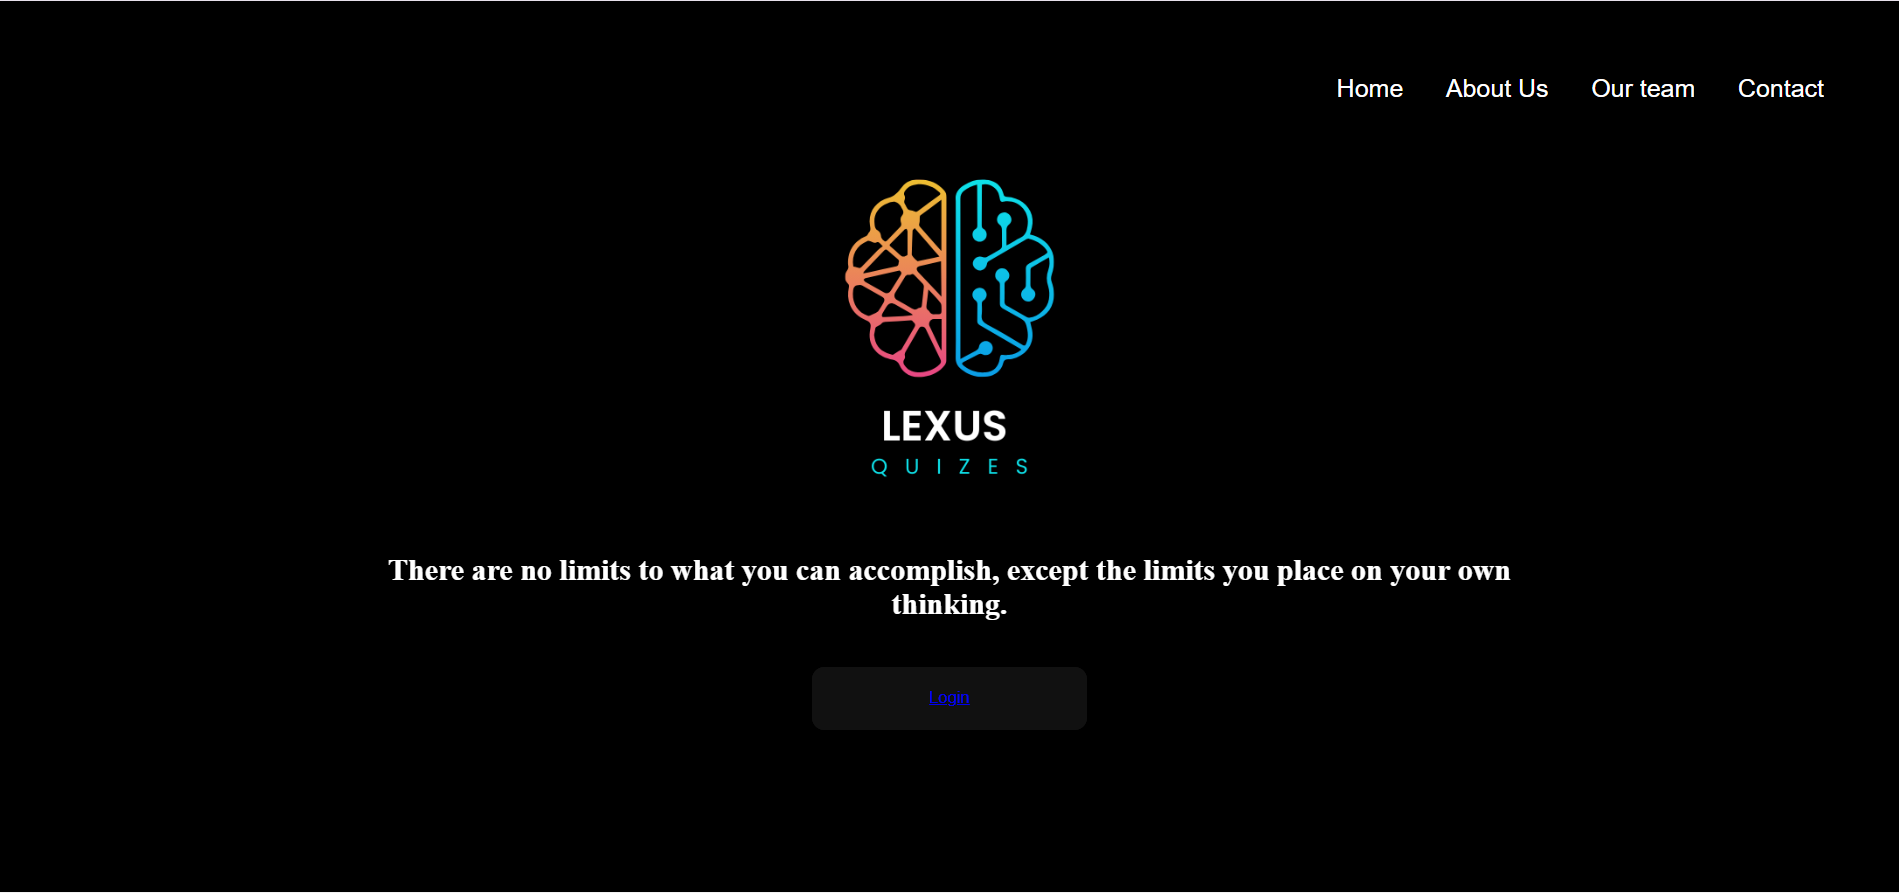 Home About Us Our team Contact
LEXUS
QUIZES
There are no limits to what you can accomplish, except the limits you place on your own
thinking.
Login